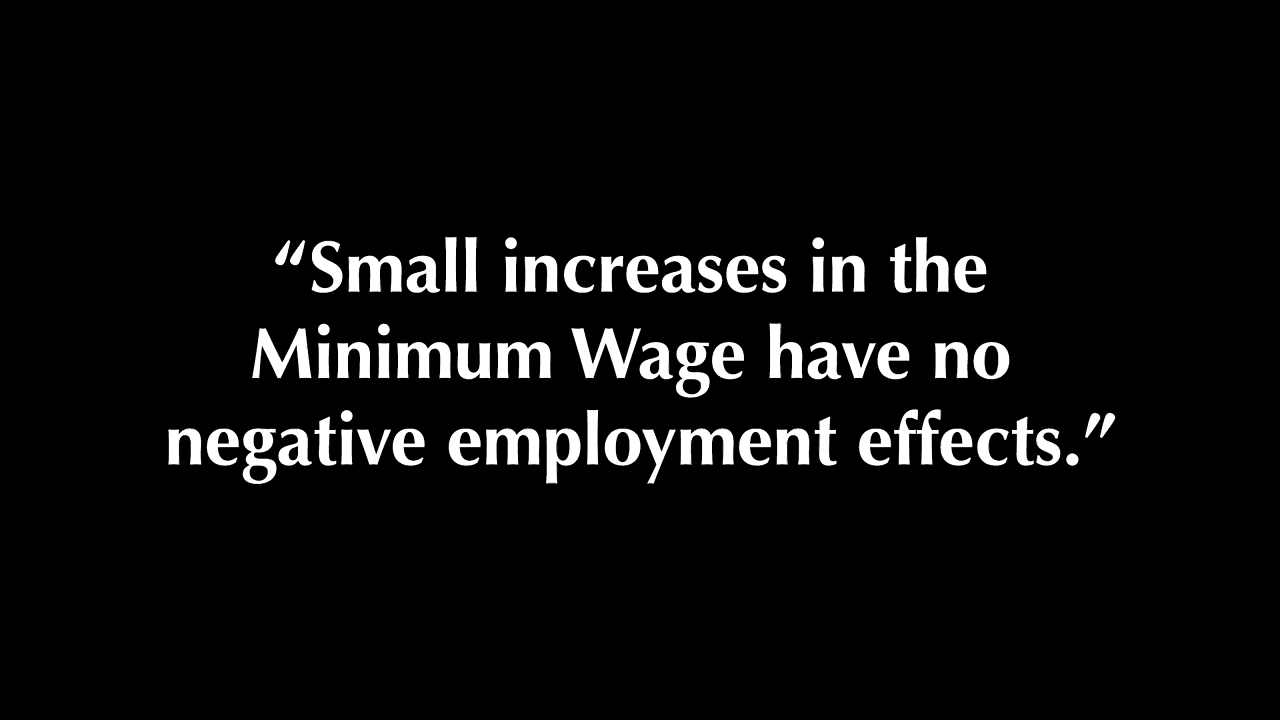 “Small increases in the
Minimum Wage have no
negative employment effects.”